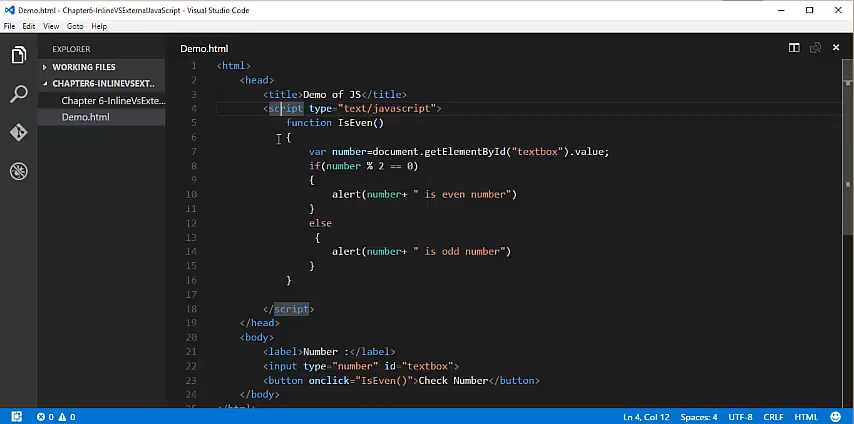 Demo.html - Chapter6-InlineVSExternalJavaScript - Visual Studio Code
File Edit View Goto Help
EXPLORER
WORKING FILES
CHAPTER6-INLINEVSEXT...
Chapter 6-InlineVsExte...
Demo.html
Demo.html
1 <html>
2 <head>
3 <title>Demo of JS</title>
4 <script type="text/javascript">
5 function IsEven()
6 {
7 var number=document.getElementById("textbox").value;
8 if(number % 2 == 0)
9 {
10 alert(number+ " is even number")
11 }
12 else
13 {
14 alert(number+ " is odd number")
15 }
16 }
17
18 </script>
19 </head>
20 <body>
21 <label>Number :</label>
22 <input type="number" id="textbox">
23 <button onclick="IsEven()">Check Number</button>
24 </body>
0 0 Ln 4, Col 12 Spaces: 4 UTF-8 CRLF HTML